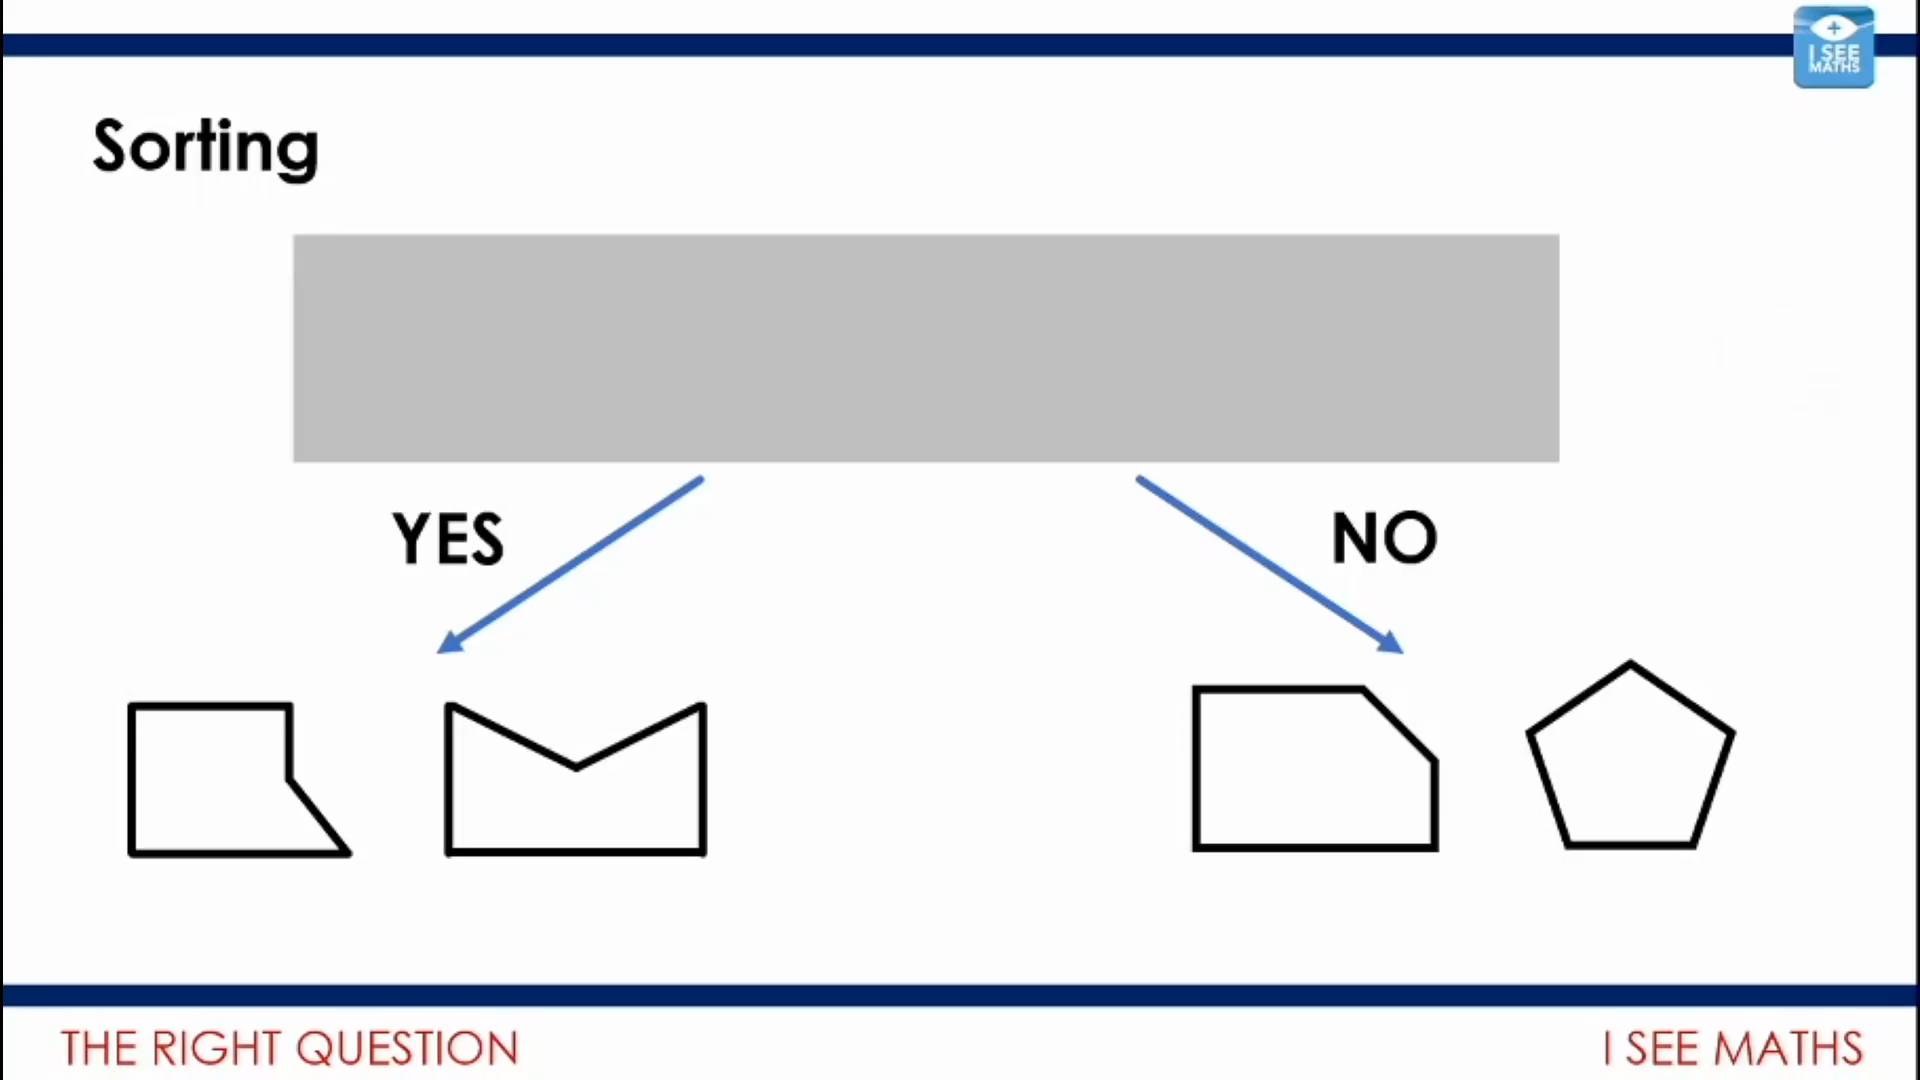 I SEE
MATHS
Sorting
YES
NO
THE RIGHT QUESTION
I SEE MATHS